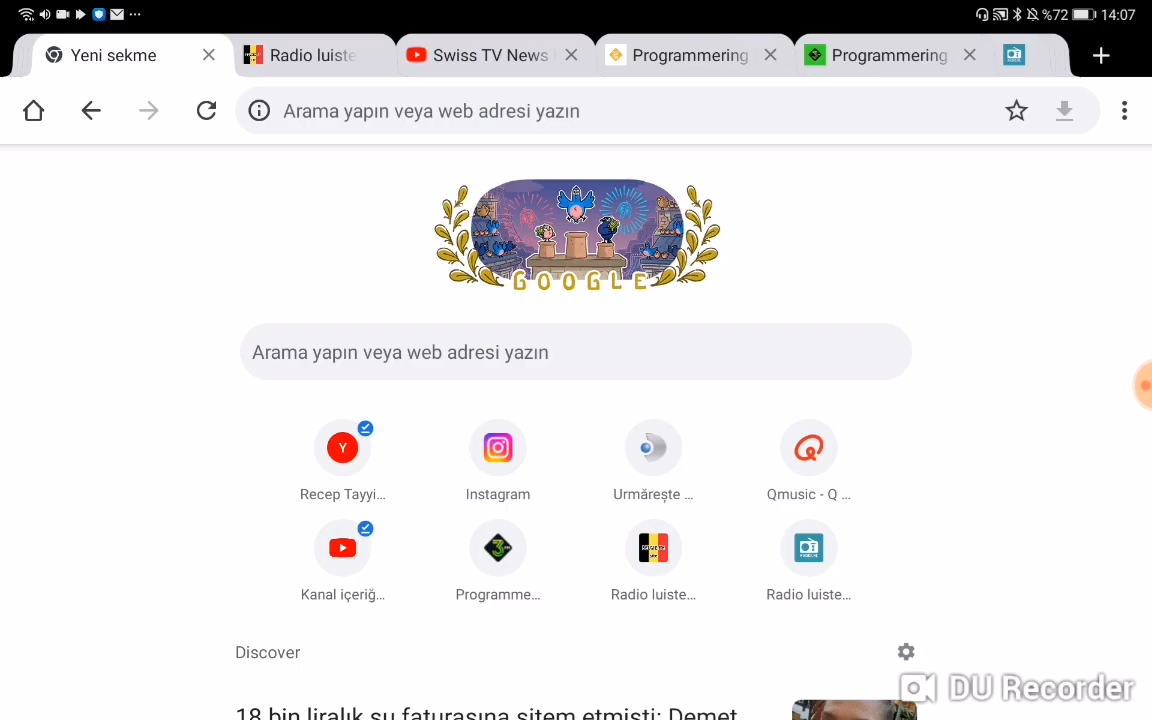 %72 14:07
Yeni sekme
Radio luiste
Swiss TV News
Programmering
Programmering
Arama yapın veya web adresi yazın
GOOGLE
Arama yapın veya web adresi yazın
Y
Recep Tayyi...
Instagram
Urmărește ...
Qmusic - Q ...
Kanal içeriğ...
Programme...
Radio luiste...
Radio luiste...
Discover
DU Recorder
18 bin liralık su faturasına sitem etmişti: Demet